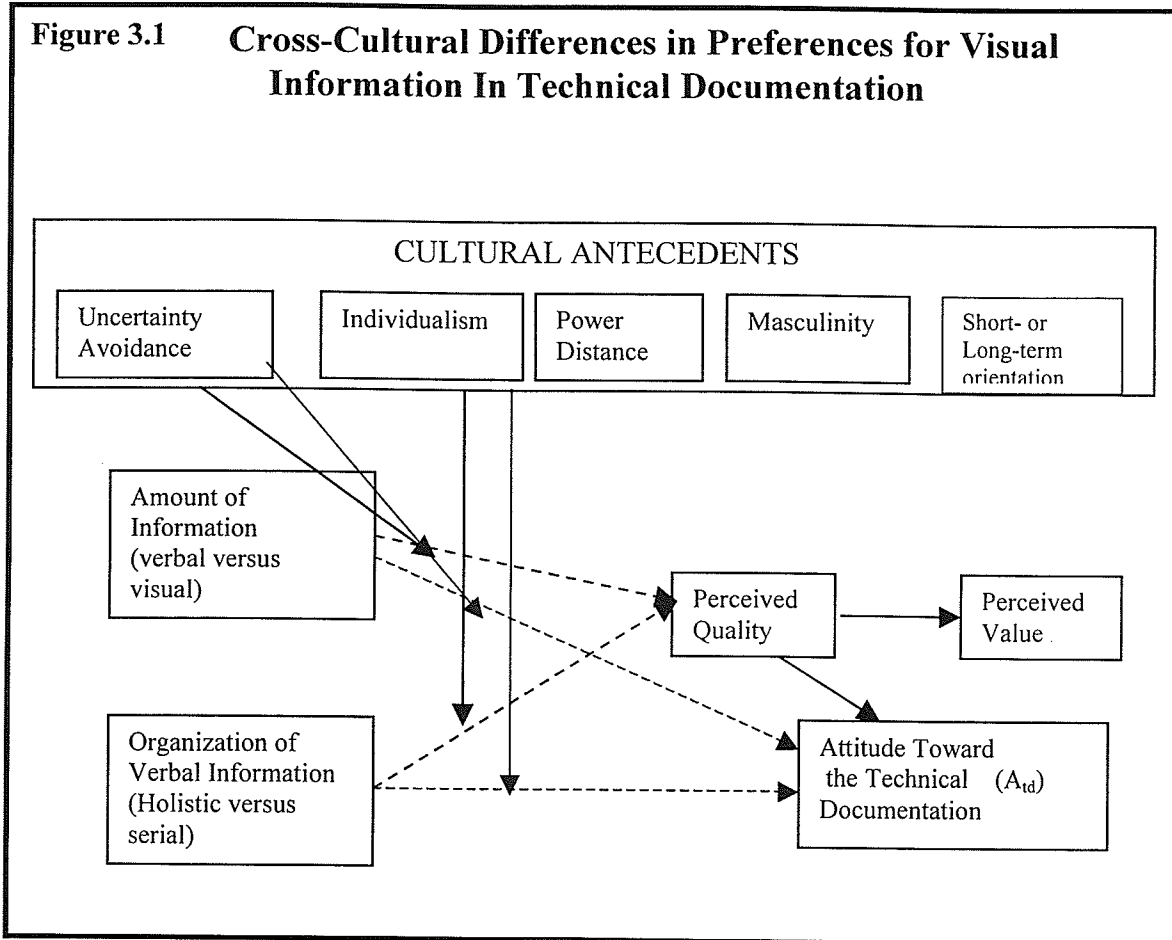 Figure 3.1 Cross-Cultural Differences in Preferences for Visual
Information In Technical Documentation
CULTURAL ANTECEDENTS
Uncertainty
Avoidance
Individualism
Power
Distance
Masculinity
Short- or
Long-term
orientation
Amount of
Information
(verbal versus
visual)
Perceived
Quality
Perceived
Value
Organization of
Verbal Information
(Holistic versus
serial)
Attitude Toward
the Technical (Atd)
Documentation